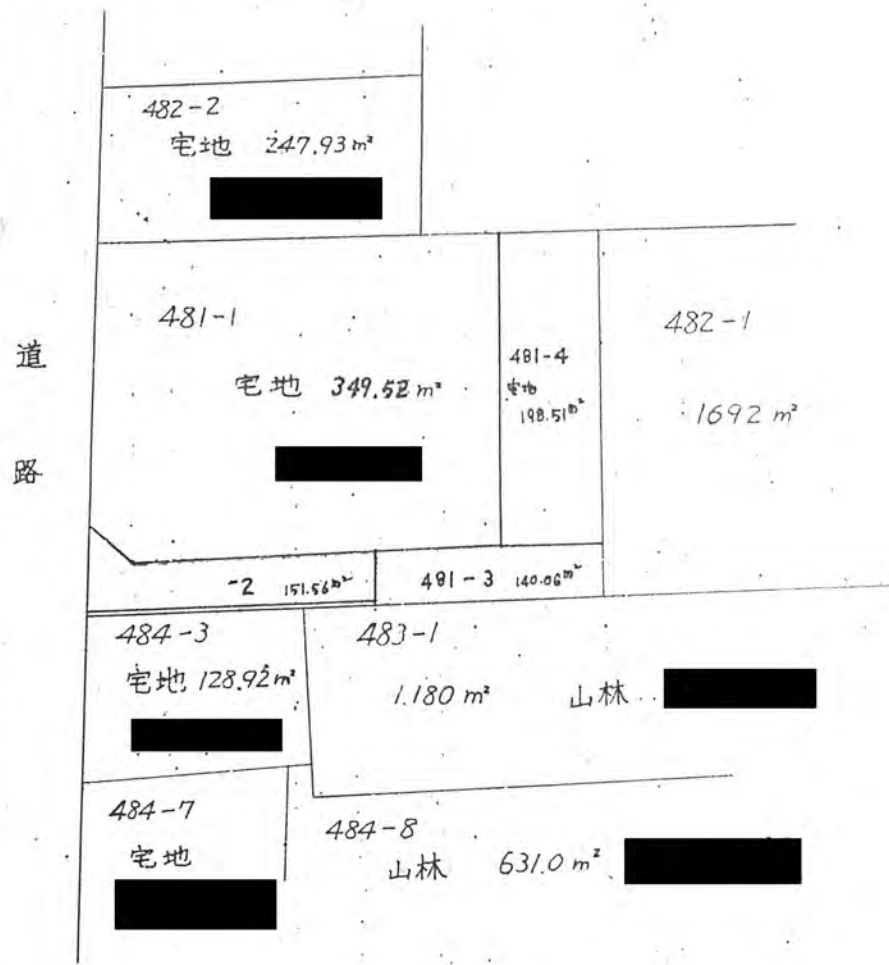 482-2
宅地 247.93㎡
道路
481-1
宅地 349.52㎡
481-4
宅地
198.51㎡
482-1
1692㎡
-2 151.56㎡
481-3 140.06㎡
484-3
宅地 128.92㎡
483-1
1.180㎡ 山林
484-7
宅地
484-8
山林 631.0㎡